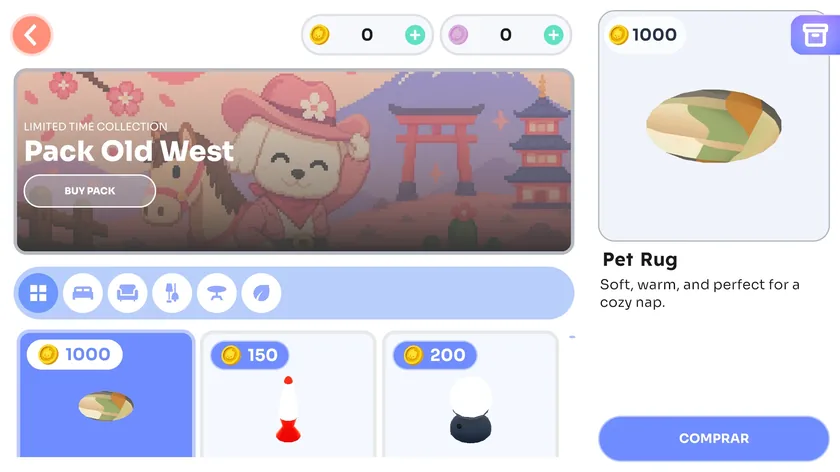 0
0
LIMITED TIME COLLECTION
Pack Old West
BUY PACK
1000
150
200
1000
Pet Rug
Soft, warm, and perfect for a
cozy nap.
COMPRAR